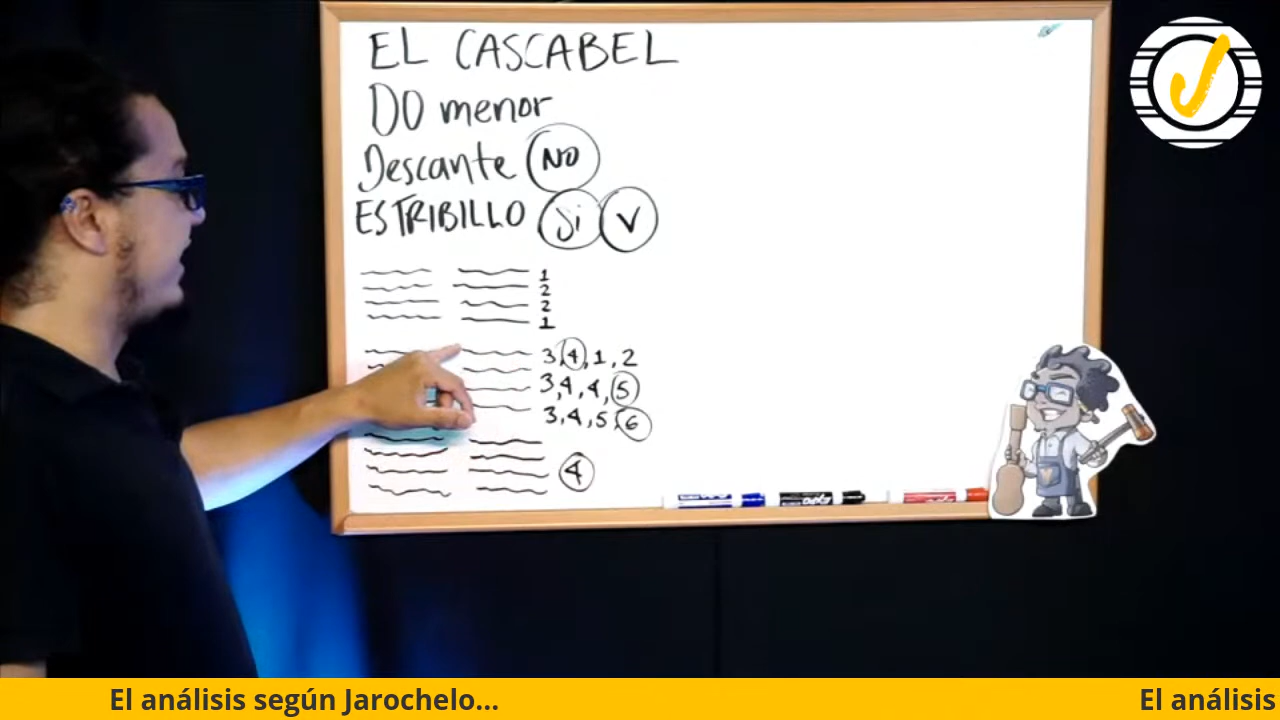 EL CASCABEL
DO menor
Descante NO
ESTRIBILLO Si V
1
2
2
1
3, 4, 1, 2
3, 4, 4, 5
3, 4, 5, 6
4
EXPO
El análisis según Jarochelo... El análisis